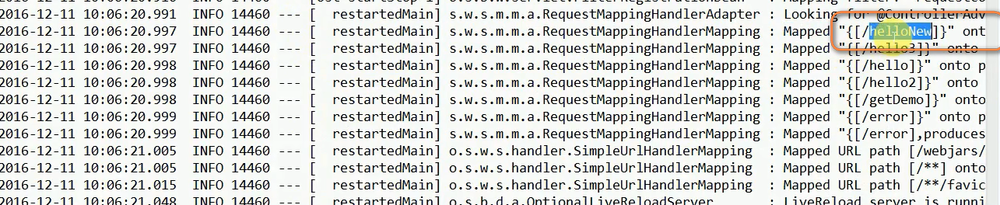 2016-12-11 10:06:20.991  INFO 14460 --- [  restartedMain] s.w.s.m.m.a.RequestMappingHandlerAdapter : Looking for @ControllerAdv
2016-12-11 10:06:20.997  INFO 14460 --- [  restartedMain] s.w.s.m.m.a.RequestMappingHandlerMapping : Mapped "{[/helloNew]}" ont
2016-12-11 10:06:20.997  INFO 14460 --- [  restartedMain] s.w.s.m.m.a.RequestMappingHandlerMapping : Mapped "{[/hello3]}" onto
2016-12-11 10:06:20.998  INFO 14460 --- [  restartedMain] s.w.s.m.m.a.RequestMappingHandlerMapping : Mapped "{[/hello]}" onto p
2016-12-11 10:06:20.998  INFO 14460 --- [  restartedMain] s.w.s.m.m.a.RequestMappingHandlerMapping : Mapped "{[/hello2]}" onto
2016-12-11 10:06:20.998  INFO 14460 --- [  restartedMain] s.w.s.m.m.a.RequestMappingHandlerMapping : Mapped "{[/getDemo]}" onto
2016-12-11 10:06:20.999  INFO 14460 --- [  restartedMain] s.w.s.m.m.a.RequestMappingHandlerMapping : Mapped "{[/error]}" onto p
2016-12-11 10:06:20.999  INFO 14460 --- [  restartedMain] s.w.s.m.m.a.RequestMappingHandlerMapping : Mapped "{[/error],produces
2016-12-11 10:06:21.005  INFO 14460 --- [  restartedMain] o.s.w.s.handler.SimpleUrlHandlerMapping  : Mapped URL path [/webjars/
2016-12-11 10:06:21.005  INFO 14460 --- [  restartedMain] o.s.w.s.handler.SimpleUrlHandlerMapping  : Mapped URL path [/**] onto
2016-12-11 10:06:21.015  INFO 14460 --- [  restartedMain] o.s.w.s.handler.SimpleUrlHandlerMapping  : Mapped URL path [/**/favic
2016-12-11 10:06:21.048  INFO 14460 --- [  restartedMain] o.s.b.d.a.OptionalLiveReloadServer       : LiveReload server is runni